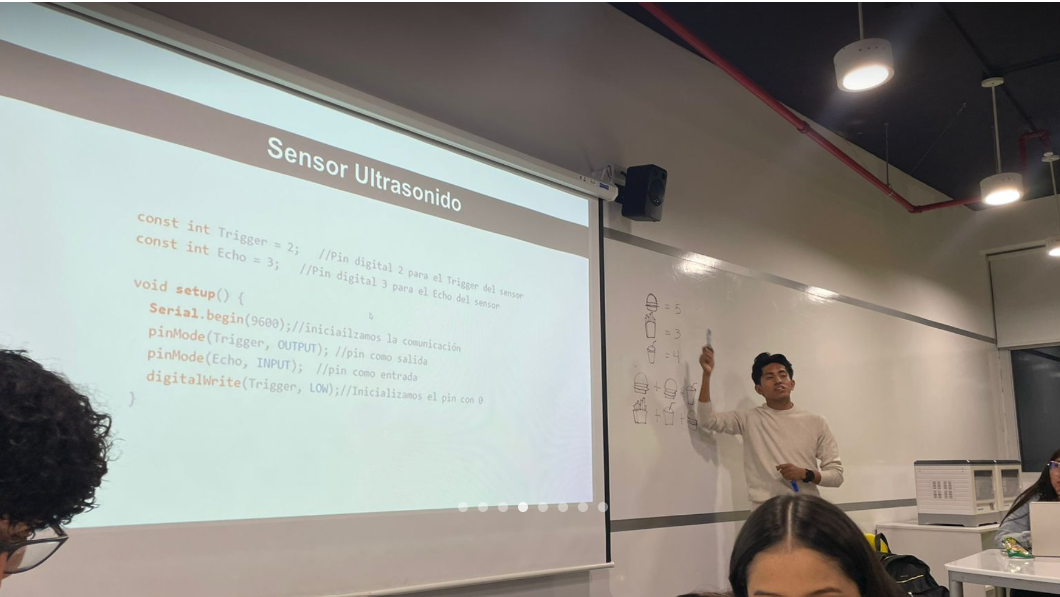 Sensor Ultrasonido
const int Trigger = 2;   //Pin digital 2 para el Trigger del sensor
const int Echo = 3;   //Pin digital 3 para el Echo del sensor
void setup() {
Serial.begin(9600);//iniciailzamos la comunicación
pinMode(Trigger, OUTPUT); //pin como salida
pinMode(Echo, INPUT);  //pin como entrada
digitalWrite(Trigger, LOW);//Inicializamos el pin con 0
}
= 5
= 3
= 4
+
+ +